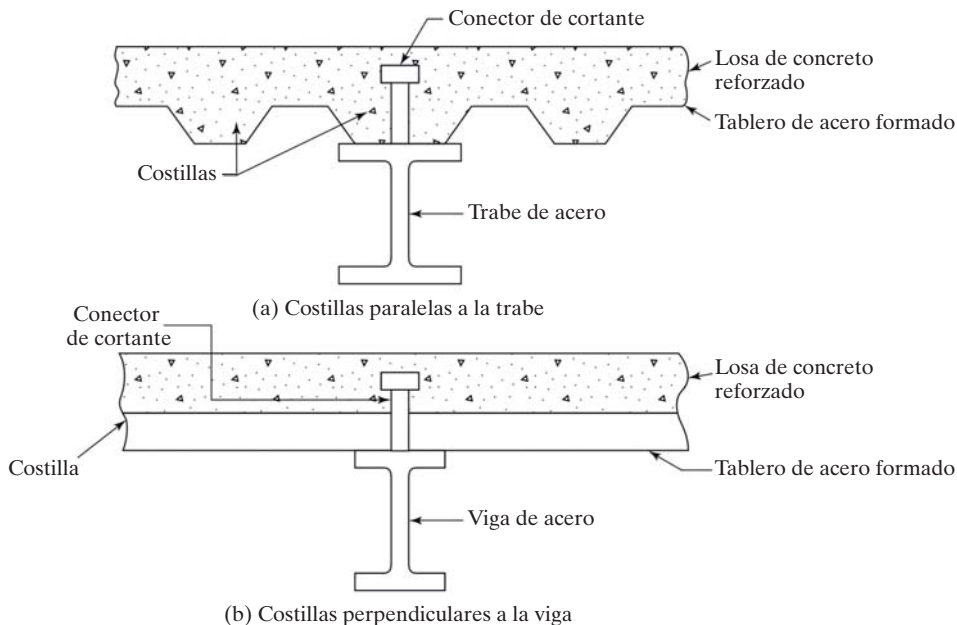 Conector de cortante
Losa de concreto
reforzado
Tablero de acero formado
Costillas
Trabe de acero
(a) Costillas paralelas a la trabe
Conector
de cortante
Losa de concreto
reforzado
Costilla
Tablero de acero formado
Viga de acero
(b) Costillas perpendiculares a la viga